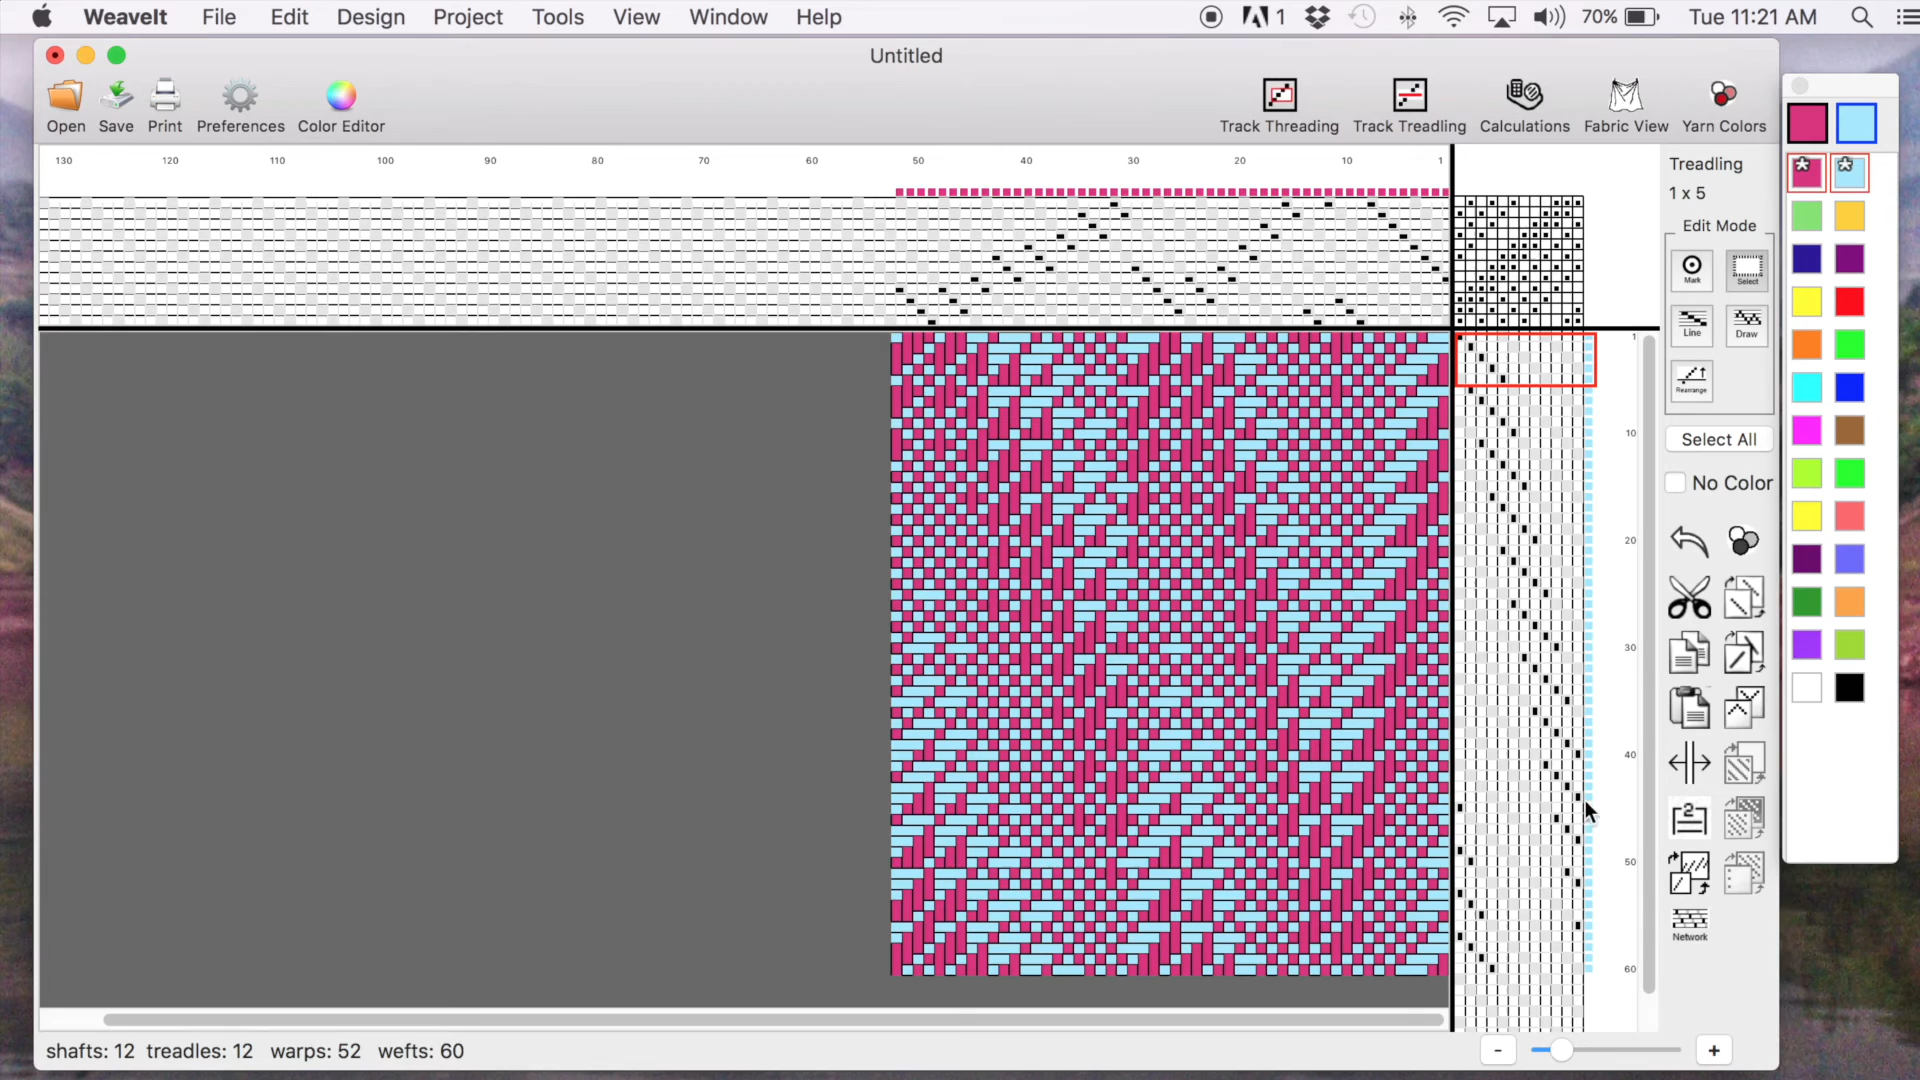 WeaveIt File Edit Design Project Tools View Window Help 1 70% Tue 11:21 AM
Untitled
Open Save Print Preferences Color Editor Track Threading Track Treadling Calculations Fabric View Yarn Colors
130 120 110 100 90 80 70 60 50 40 30 20 10 1
Treadling
1 x 5
Edit Mode
Mark Select
Line Draw
Rearrange
Select All
No Color
2
Network
1
10
20
30
40
50
60
shafts: 12 treadles: 12 warps: 52 wefts: 60
- +